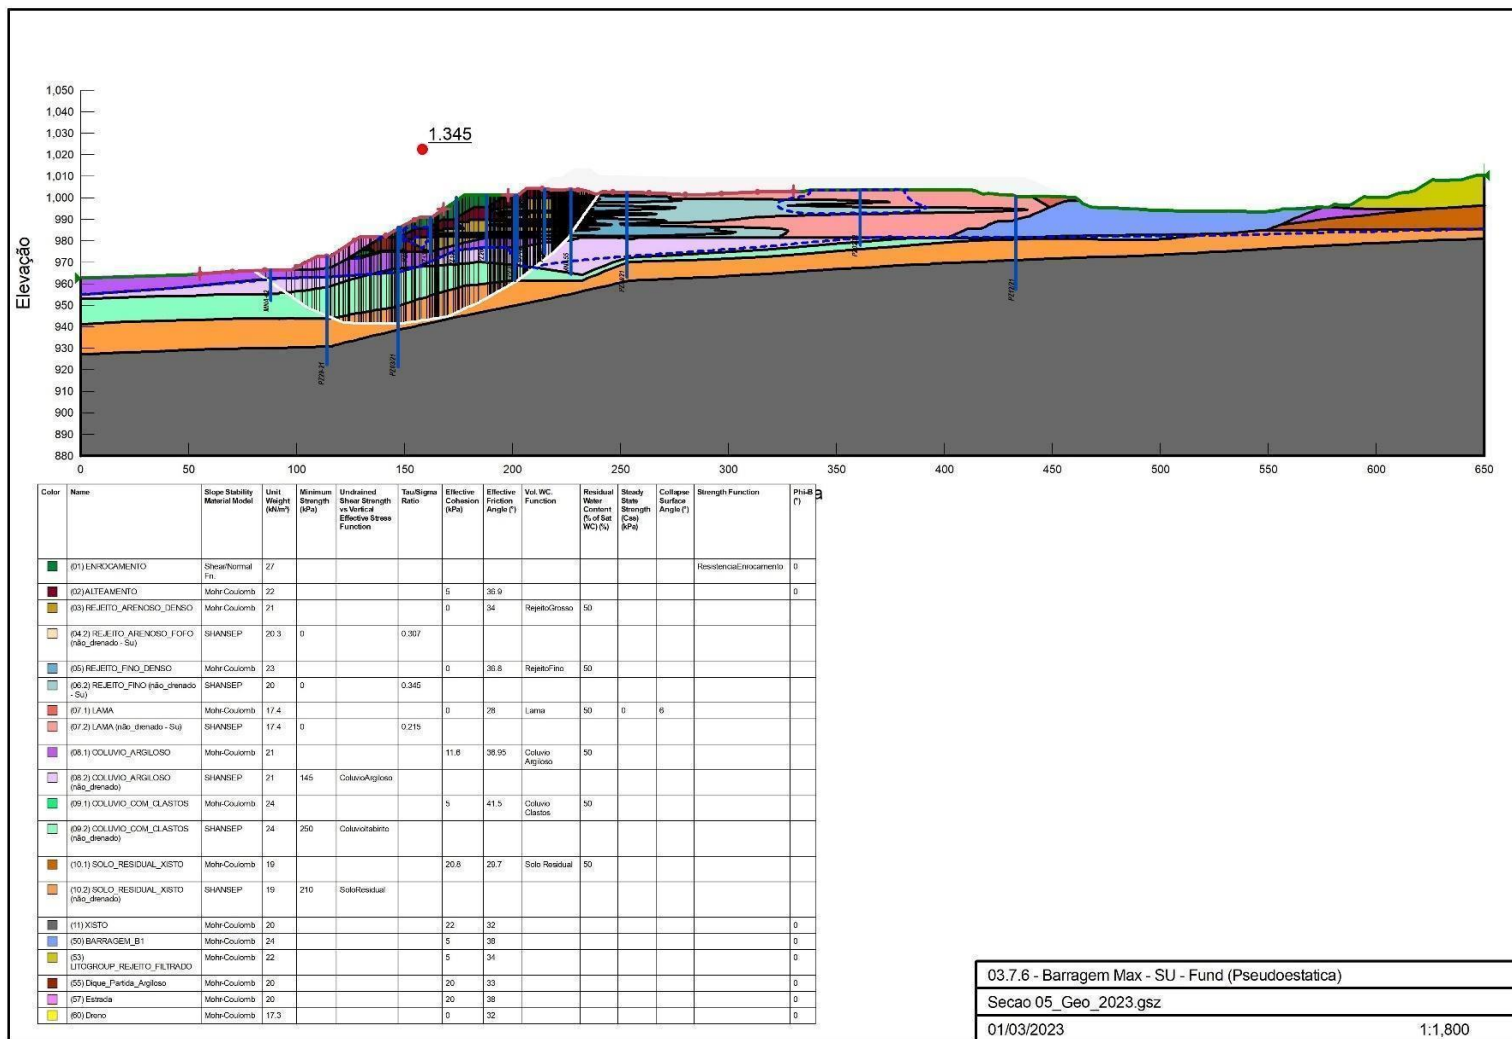 1.345
1,050
1,040
1,030
1,020
1,010
1,000
990
980
970
960
950
940
930
920
910
900
890
880
Elevação
PZ12/21
0 50 100 150 200 250 300 350 400 450 500 550 600 650
a
Color Name Slope Stability Material Model Unit Weight (kN/m³) Minimum Strength (kPa) Undrained Shear Strength vs Vertical Effective Stress Function Tau/Sigma Ratio Effective Cohesion (kPa) Effective Friction Angle (°) Vol. WC. Function Residual Water Content (% of Sat WC) (%) Steady State Strength (Css) (kPa) Collapse Surface Angle (°) Strength Function Phi-B (°)
(01) ENROCAMENTO Shear/Normal Fn. 27 ResistenciaEnrocamento 0
(02) ALTEAMENTO Mohr-Coulomb 22 5 36.9 0
(03) REJEITO_ARENOSO_DENSO Mohr-Coulomb 21 0 34 RejeitoGrosso 50
(04.2) REJEITO_ARENOSO_FOFO (não_drenado - Su) SHANSEP 20.3 0 0.307
(05) REJEITO_FINO_DENSO Mohr-Coulomb 23 0 36.8 RejeitoFino 50
(06.2) REJEITO_FINO (não_drenado - Su) SHANSEP 20 0 0.345
(07.1) LAMA Mohr-Coulomb 17.4 0 28 Lama 50 0 6
(07.2) LAMA (não_drenado - Su) SHANSEP 17.4 0 0.215
(08.1) COLUVIO_ARGILOSO Mohr-Coulomb 21 11.6 38.95 Coluvio Argiloso 50
(08.2) COLUVIO_ARGILOSO (não_drenado) SHANSEP 21 145 ColuvioArgiloso
(09.1) COLUVIO_COM_CLASTOS Mohr-Coulomb 24 5 41.5 Coluvio Clastos 50
(09.2) COLUVIO_COM_CLASTOS (não_drenado) SHANSEP 24 250 ColuvioItabirito
(10.1) SOLO_RESIDUAL_XISTO Mohr-Coulomb 19 20.8 29.7 Solo Residual 50
(10.2) SOLO_RESIDUAL_XISTO (não_drenado) SHANSEP 19 210 SoloResidual
(11) XISTO Mohr-Coulomb 20 22 32 0
(50) BARRAGEM_B1 Mohr-Coulomb 24 5 38 0
(53) LITOGROUP_REJEITO_FILTRADO Mohr-Coulomb 22 5 34 0
(55) Dique_Partida_Argiloso Mohr-Coulomb 20 20 33 0
(57) Estrada Mohr-Coulomb 20 20 38 0
(60) Dreno Mohr-Coulomb 17.3 0 32 0
03.7.6 - Barragem Max - SU - Fund (Pseudoestatica)
Secao 05_Geo_2023.gsz
01/03/2023 1:1,800